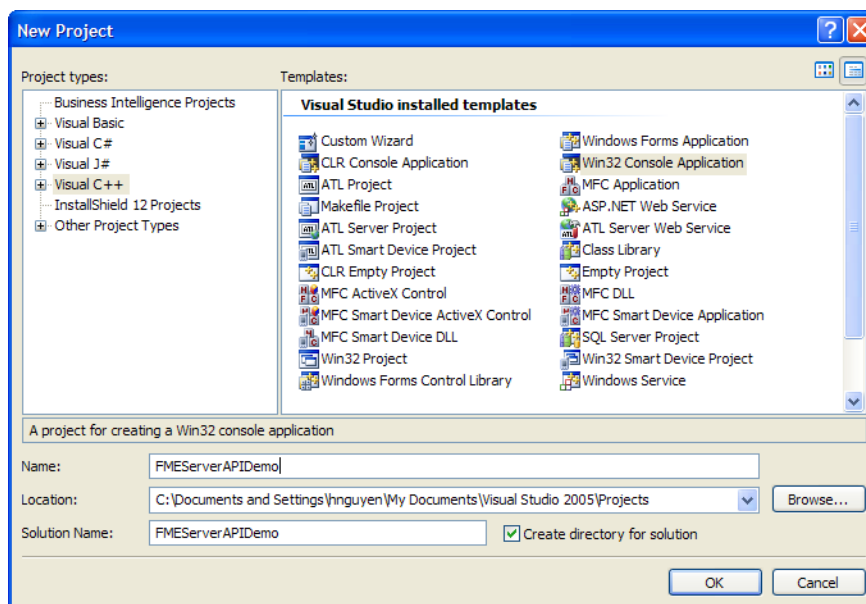 New Project
Project types:
Templates:
Business Intelligence Projects
Visual Basic
Visual C#
Visual J#
Visual C++
InstallShield 12 Projects
Other Project Types
Visual Studio installed templates
Custom Wizard
Windows Forms Application
CLR Console Application
Win32 Console Application
ATL Project
MFC Application
Makefile Project
ASP.NET Web Service
ATL Server Project
ATL Server Web Service
ATL Smart Device Project
Class Library
CLR Empty Project
Empty Project
MFC ActiveX Control
MFC DLL
MFC Smart Device ActiveX Control
MFC Smart Device Application
MFC Smart Device DLL
SQL Server Project
Win32 Project
Win32 Smart Device Project
Windows Forms Control Library
Windows Service
A project for creating a Win32 console application
Name:
FMEServerAPIDemo
Location:
C:\Documents and Settings\hnguyen\My Documents\Visual Studio 2005\Projects
Browse...
Solution Name:
FMEServerAPIDemo
Create directory for solution
OK
Cancel